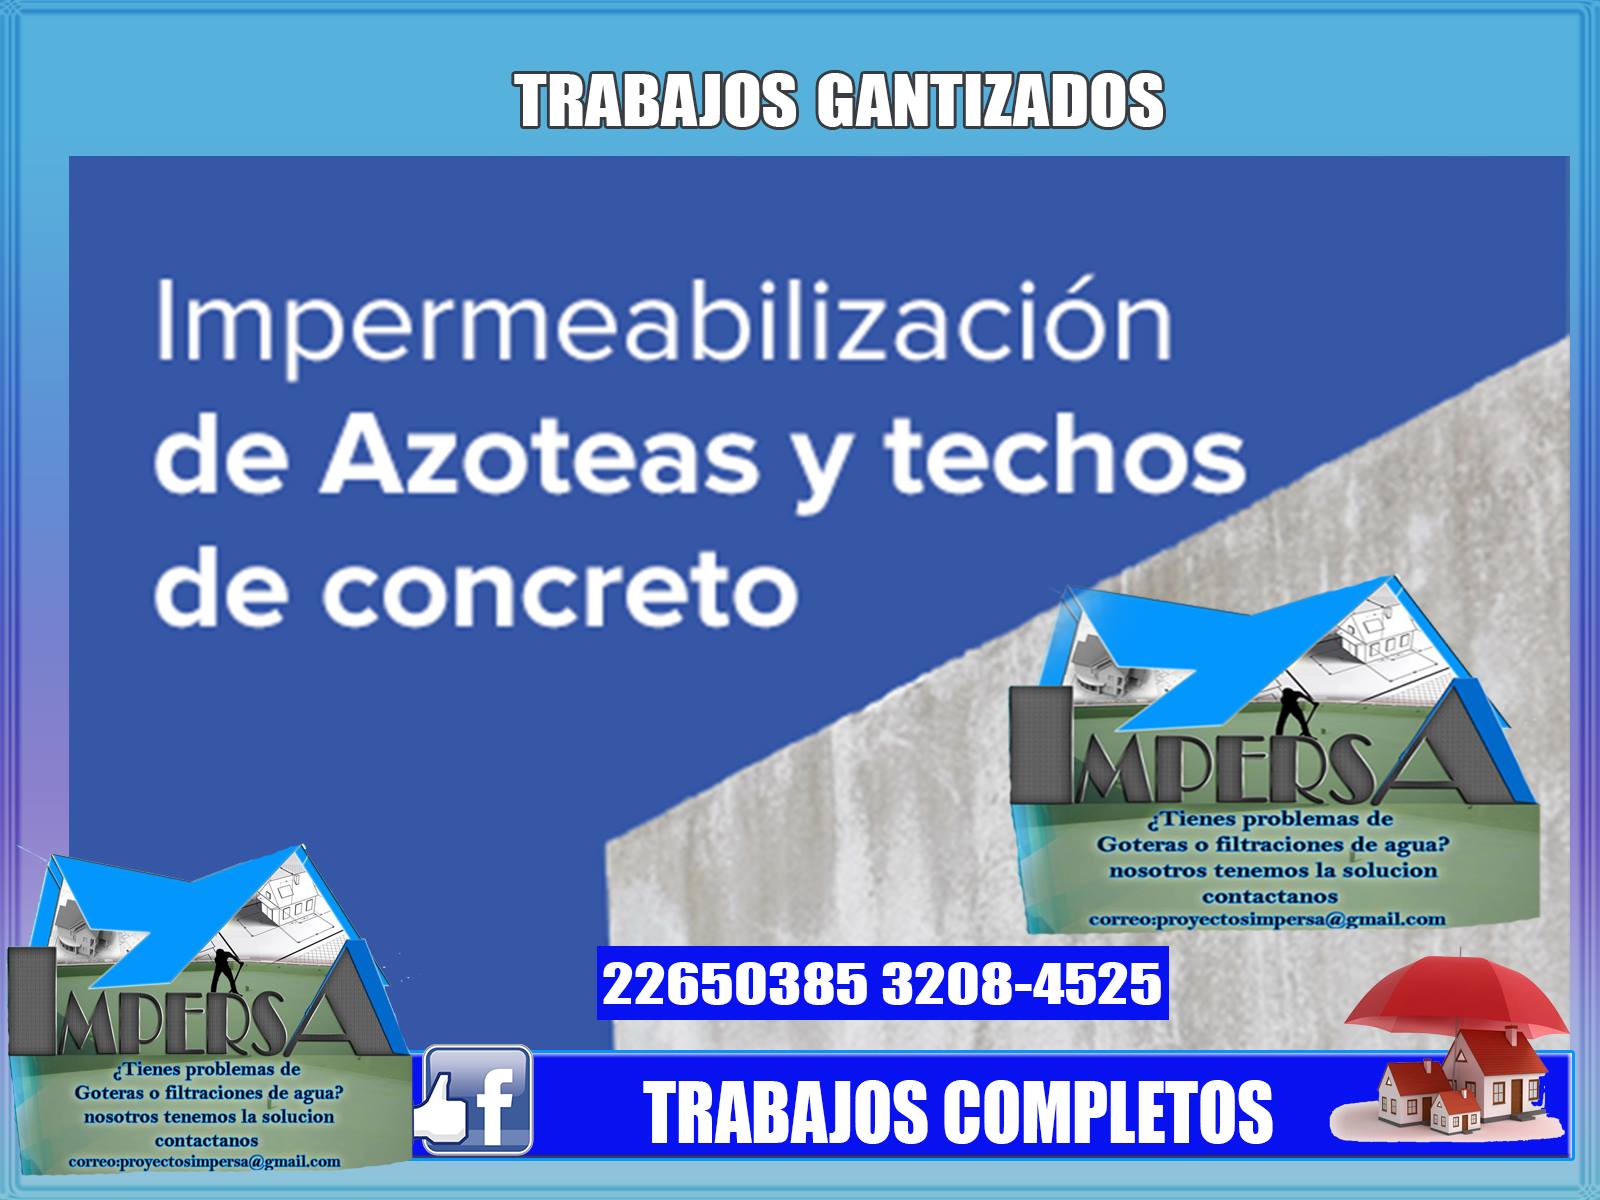 TRABAJOS GANTIZADOS
Impermeabilización
de Azoteas y techos
de concreto
IMPERSA
¿Tienes problemas de
Goteras o filtraciones de agua?
nosotros tenemos la solucion
contactanos
correo:proyectosimpersa@gmail.com
22650385 3208-4525
IMPERSA
¿Tienes problemas de
Goteras o filtraciones de agua?
nosotros tenemos la solucion
contactanos
correo:proyectosimpersa@gmail.com
f
TRABAJOS COMPLETOS